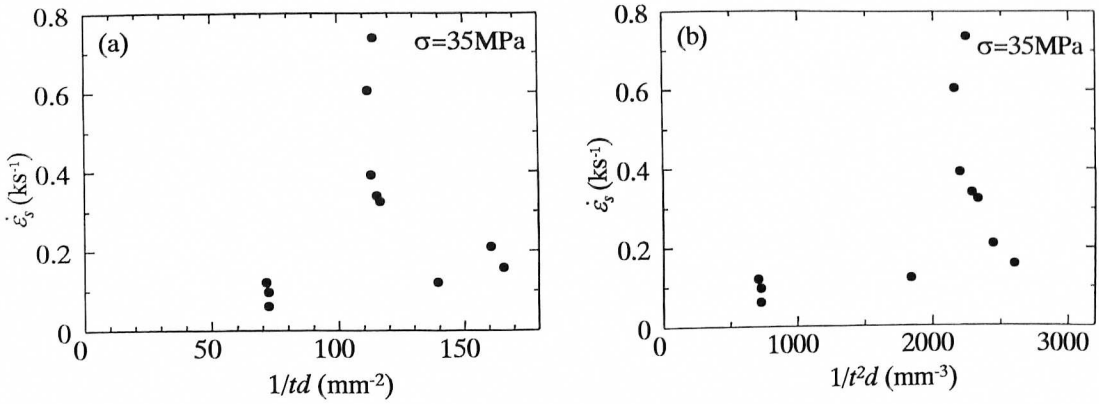 (a) σ=35MPa
0.8
0.6
0.4
0.2
0
ε̇ₛ (ks⁻¹)
0 50 100 150
1/td (mm⁻²)
(b) σ=35MPa
0.8
0.6
0.4
0.2
0
ε̇ₛ (ks⁻¹)
0 1000 2000 3000
1/t²d (mm⁻³)